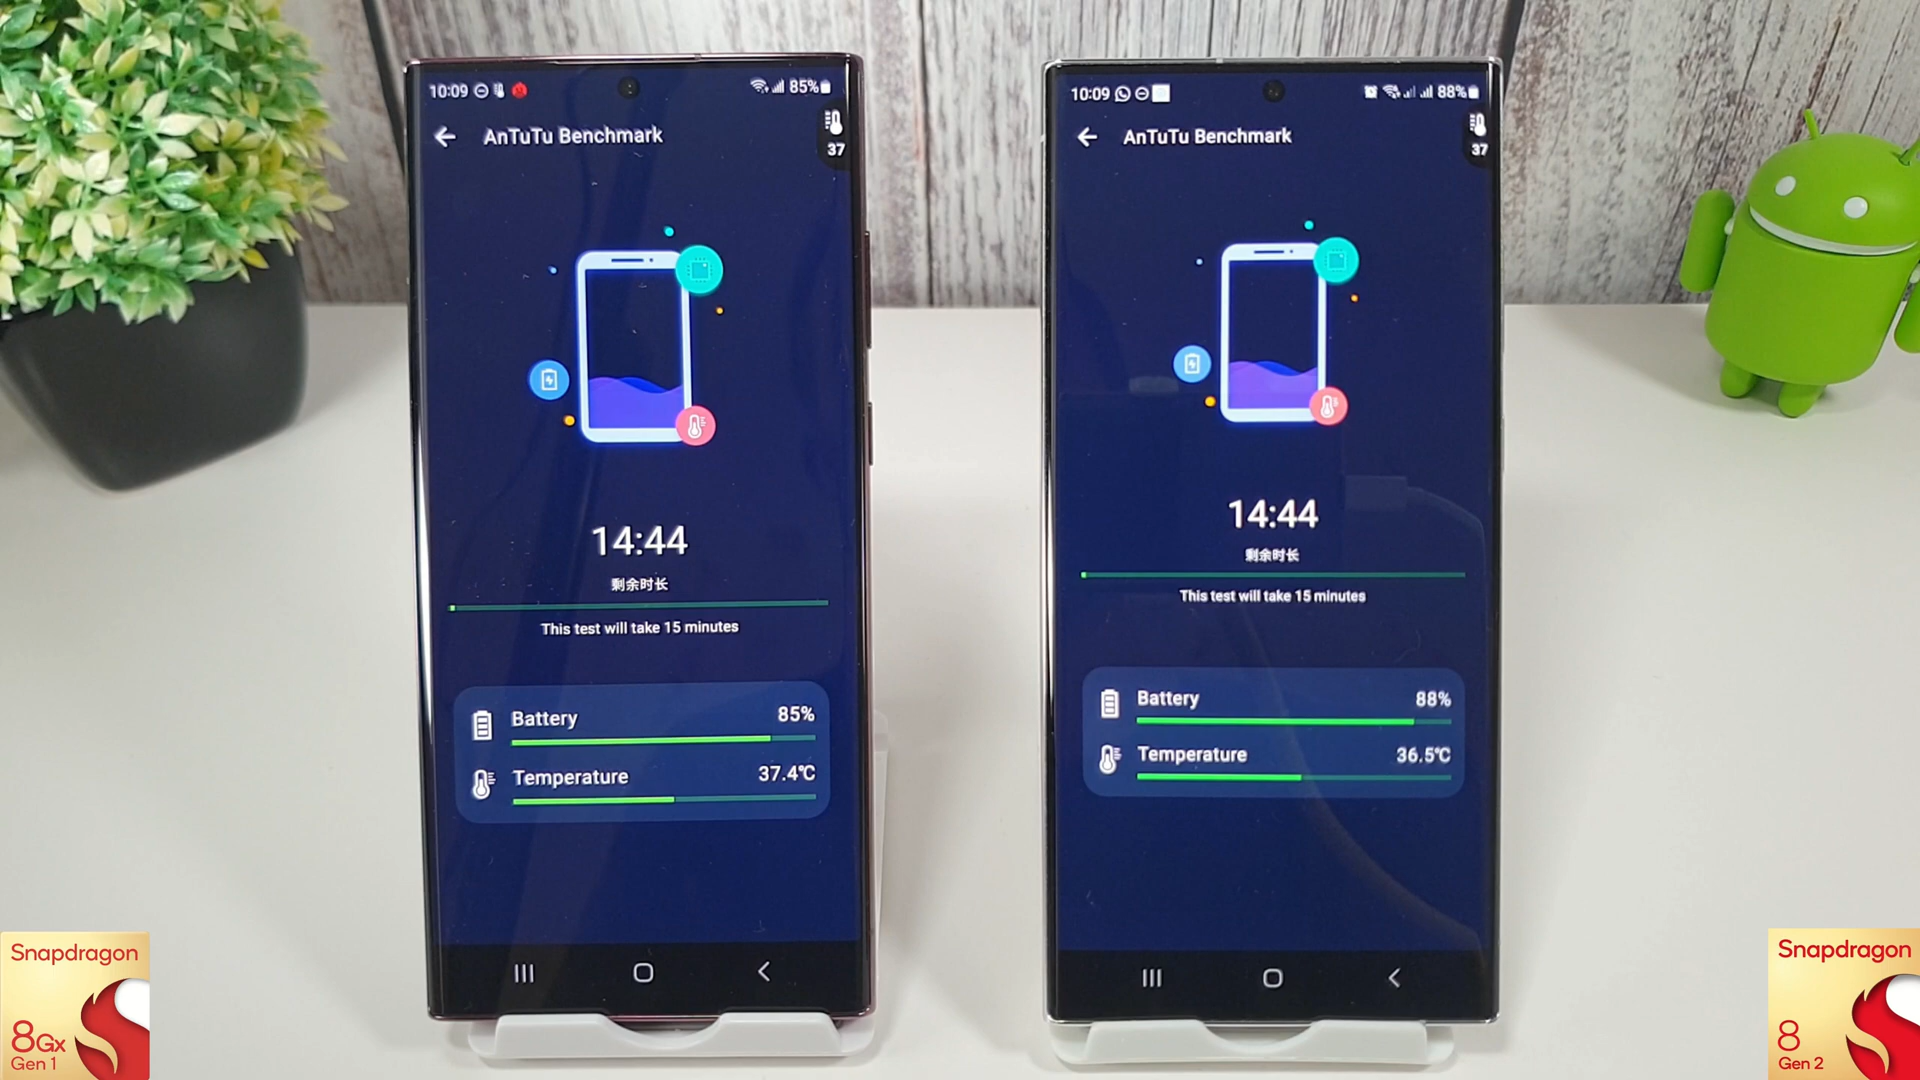 10:09
85%
AnTuTu Benchmark
37
14:44
剩余时长
This test will take 15 minutes
Battery
85%
Temperature
37.4℃
10:09
88%
AnTuTu Benchmark
37
14:44
剩余时长
This test will take 15 minutes
Battery
88%
Temperature
36.5℃
Snapdragon
8Gx
Gen 1
Snapdragon
8
Gen 2